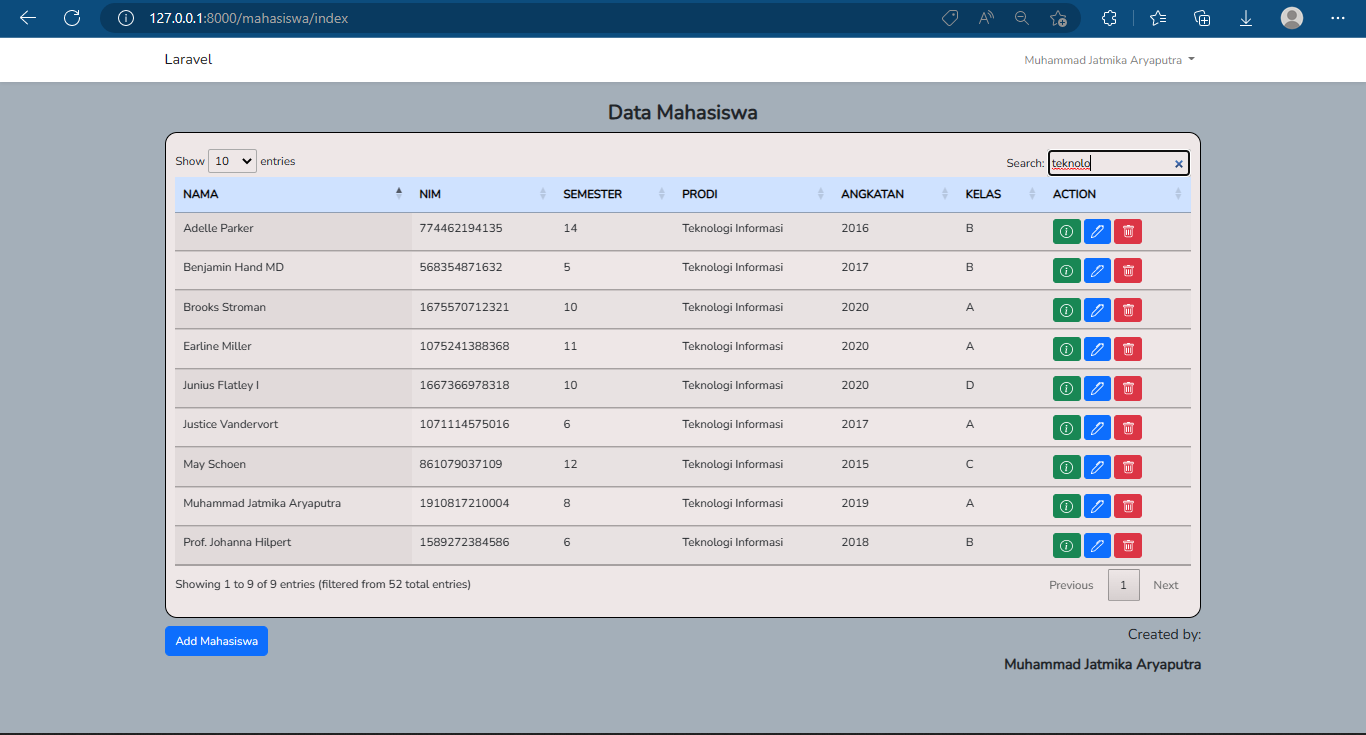 127.0.0.1:8000/mahasiswa/index
Laravel Muhammad Jatmika Aryaputra
Data Mahasiswa
Show 10 entries Search: teknolo
NAMA NIM SEMESTER PRODI ANGKATAN KELAS ACTION
Adelle Parker 774462194135 14 Teknologi Informasi 2016 B
Benjamin Hand MD 568354871632 5 Teknologi Informasi 2017 B
Brooks Stroman 1675570712321 10 Teknologi Informasi 2020 A
Earline Miller 1075241388368 11 Teknologi Informasi 2020 A
Junius Flatley I 1667366978318 10 Teknologi Informasi 2020 D
Justice Vandervort 1071114575016 6 Teknologi Informasi 2017 A
May Schoen 861079037109 12 Teknologi Informasi 2015 C
Muhammad Jatmika Aryaputra 1910817210004 8 Teknologi Informasi 2019 A
Prof. Johanna Hilpert 1589272384586 6 Teknologi Informasi 2018 B
Showing 1 to 9 of 9 entries (filtered from 52 total entries) Previous 1 Next
Add Mahasiswa Created by:
Muhammad Jatmika Aryaputra